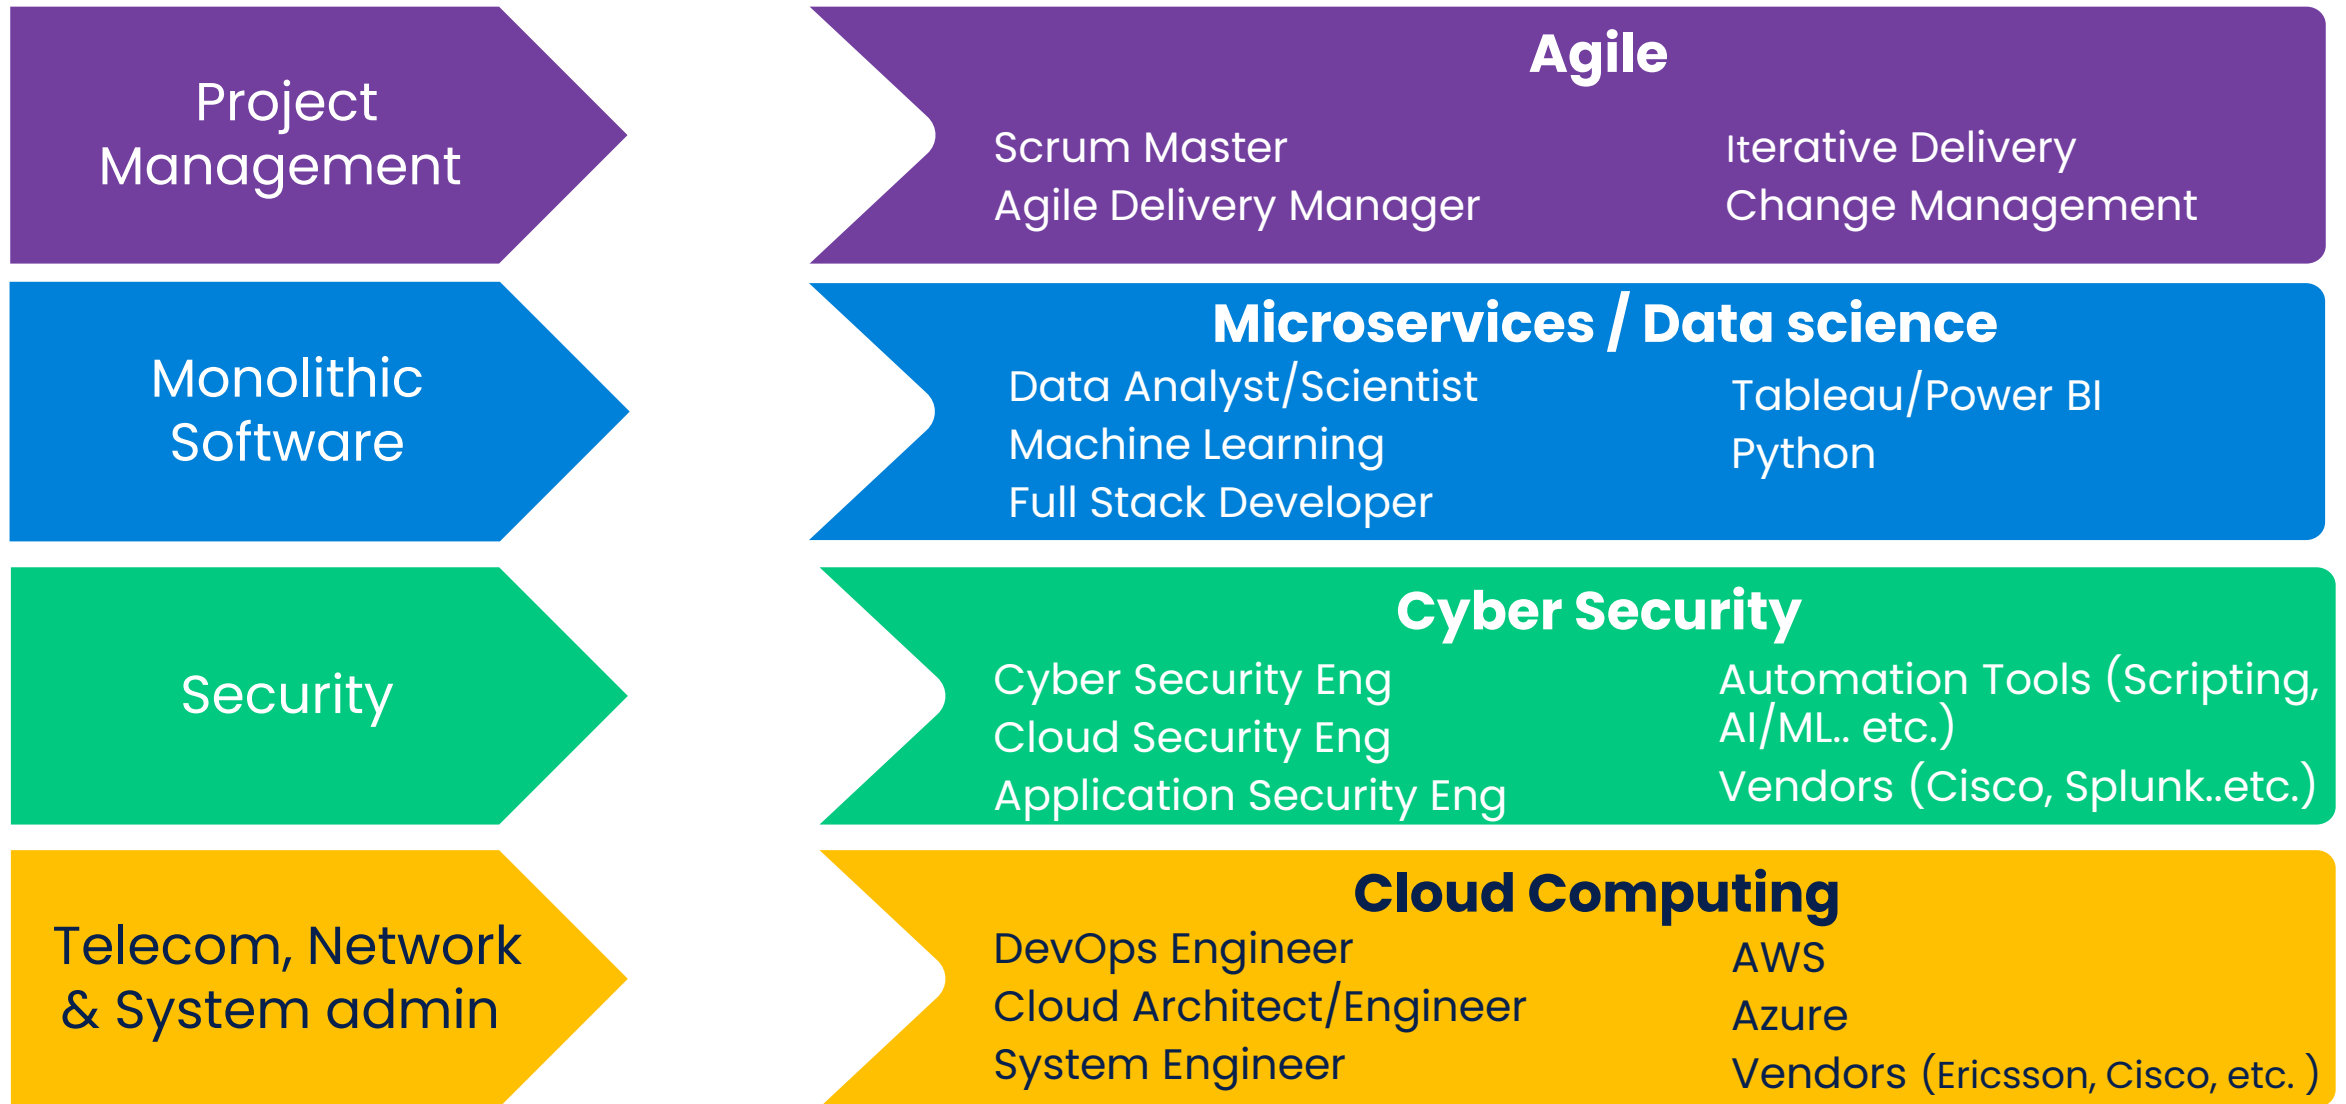 Project
Management
Agile
Scrum Master
Agile Delivery Manager
Iterative Delivery
Change Management
Monolithic
Software
Microservices / Data science
Data Analyst/Scientist
Machine Learning
Full Stack Developer
Tableau/Power BI
Python
Security
Cyber Security
Cyber Security Eng
Cloud Security Eng
Application Security Eng
Automation Tools (Scripting,
AI/ML.. etc.)
Vendors (Cisco, Splunk..etc.)
Telecom, Network
& System admin
Cloud Computing
DevOps Engineer
Cloud Architect/Engineer
System Engineer
AWS
Azure
Vendors (Ericsson, Cisco, etc. )